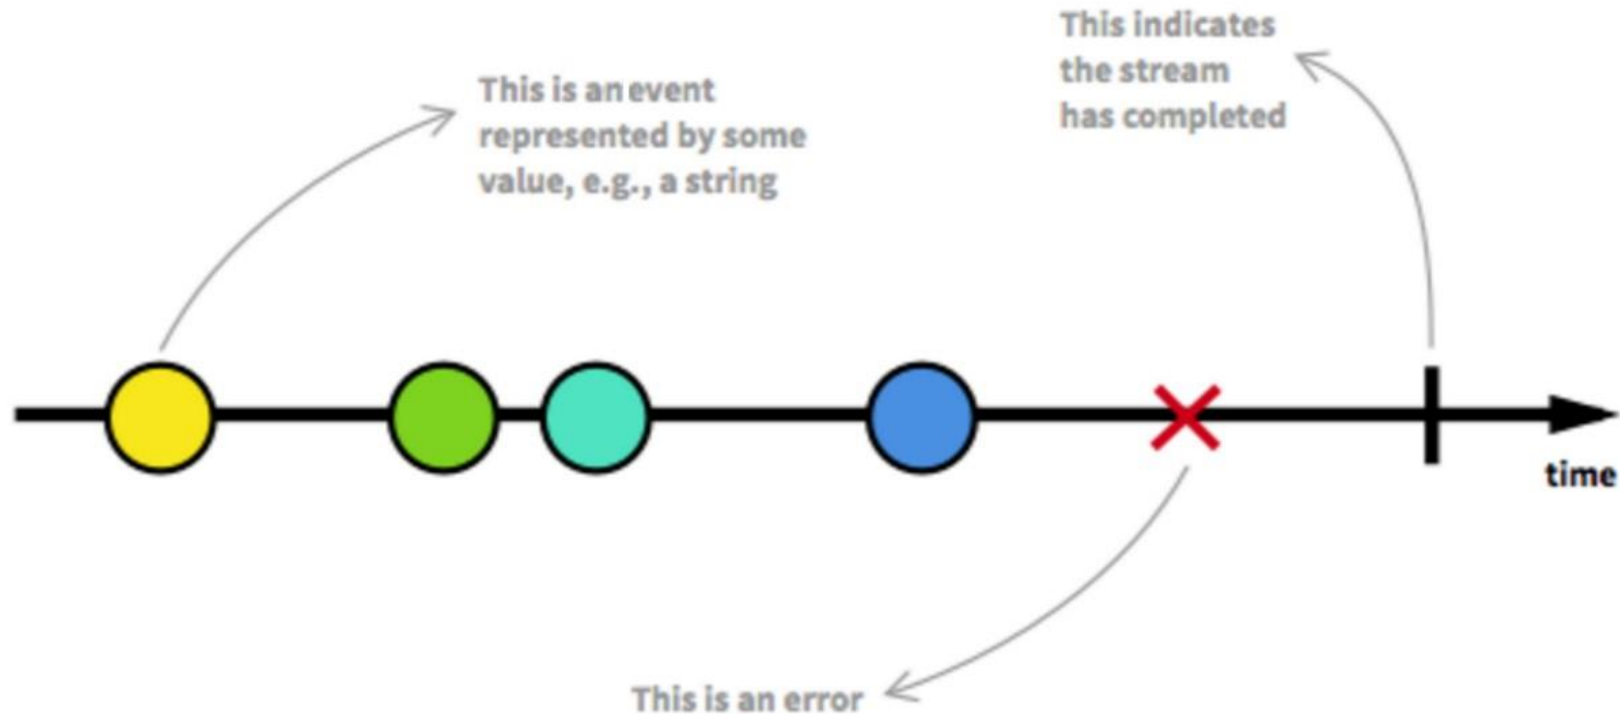 This indicates
the stream
has completed
This is an event
represented by some
value, e.g., a string
time
This is an error